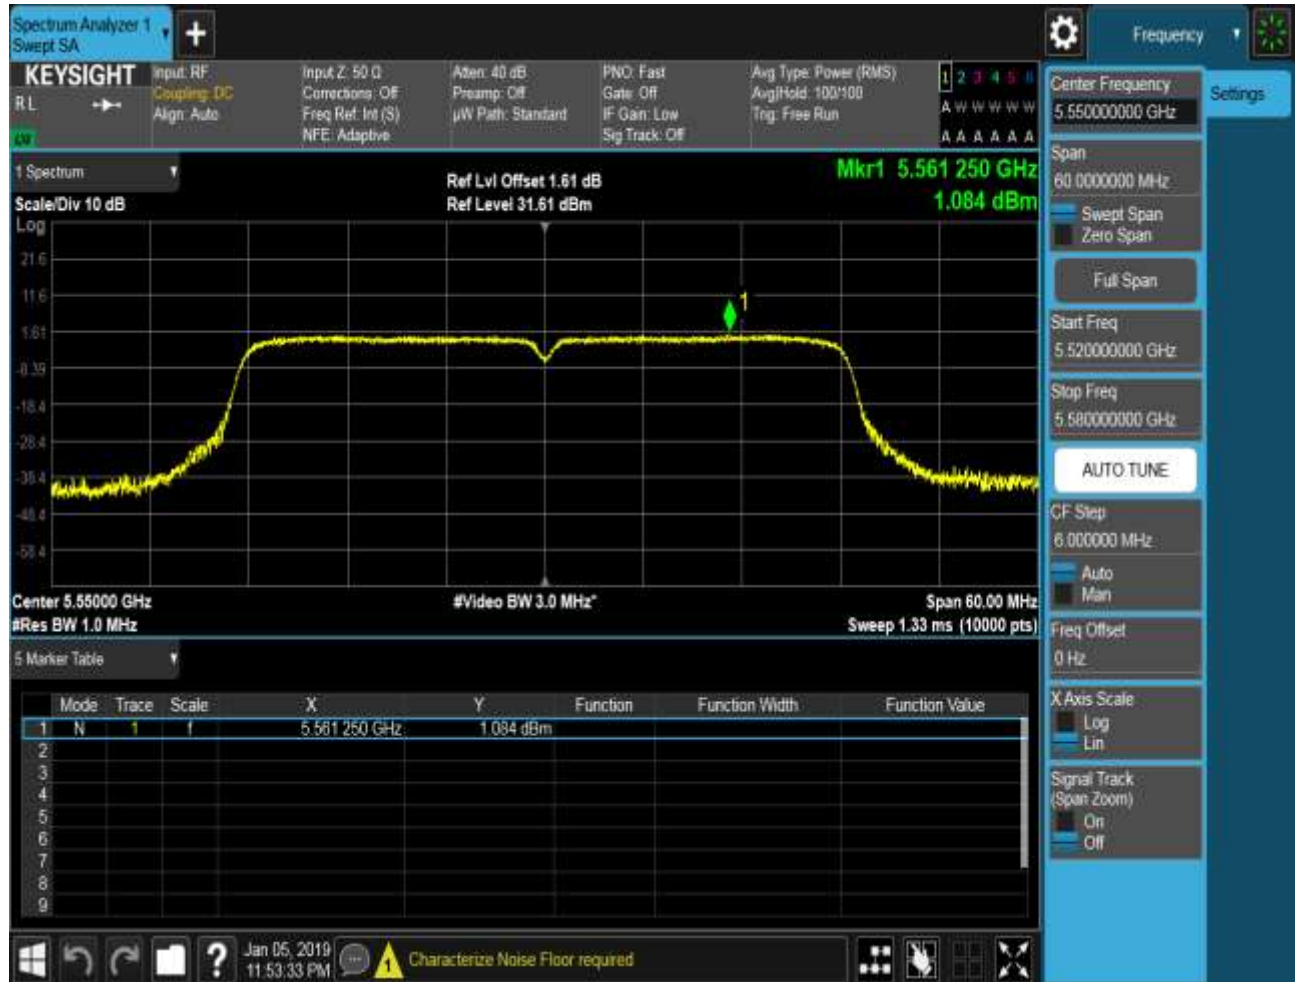 Spectrum Analyzer 1
Swept SA
+
Frequency
KEYSIGHT
R L
Input: RF
Coupling: DC
Align: Auto
Input Z: 50 Ω
Corrections: Off
Freq Ref: Int (S)
NFE: Adaptive
Atten: 40 dB
Preamp: Off
µW Path: Standard
PNO: Fast
Gate: Off
IF Gain: Low
Sig Track: Off
Avg Type: Power (RMS)
Avg|Hold: 100/100
Trig: Free Run
1 2 3 4 5 6
A W W W W W
A A A A A A
1 Spectrum
Scale/Div 10 dB
Log
Ref Lvl Offset 1.61 dB
Ref Level 31.61 dBm
Mkr1 5.561 250 GHz
1.084 dBm
21.6
11.6
1.61
-8.39
-18.4
-28.4
-38.4
-48.4
-58.4
1
Center 5.55000 GHz
#Video BW 3.0 MHz*
Span 60.00 MHz
#Res BW 1.0 MHz
Sweep 1.33 ms (10000 pts)
5 Marker Table
Mode Trace Scale X Y Function Function Width Function Value
1 N 1 f 5.561 250 GHz 1.084 dBm
2
3
4
5
6
7
8
9
Jan 05, 2019
11:53:33 PM
Characterize Noise Floor required
Center Frequency
5.550000000 GHz
Settings
Span
60.0000000 MHz
Swept Span
Zero Span
Full Span
Start Freq
5.520000000 GHz
Stop Freq
5.580000000 GHz
AUTO TUNE
CF Step
6.000000 MHz
Auto
Man
Freq Offset
0 Hz
X Axis Scale
Log
Lin
Signal Track
(Span Zoom)
On
Off